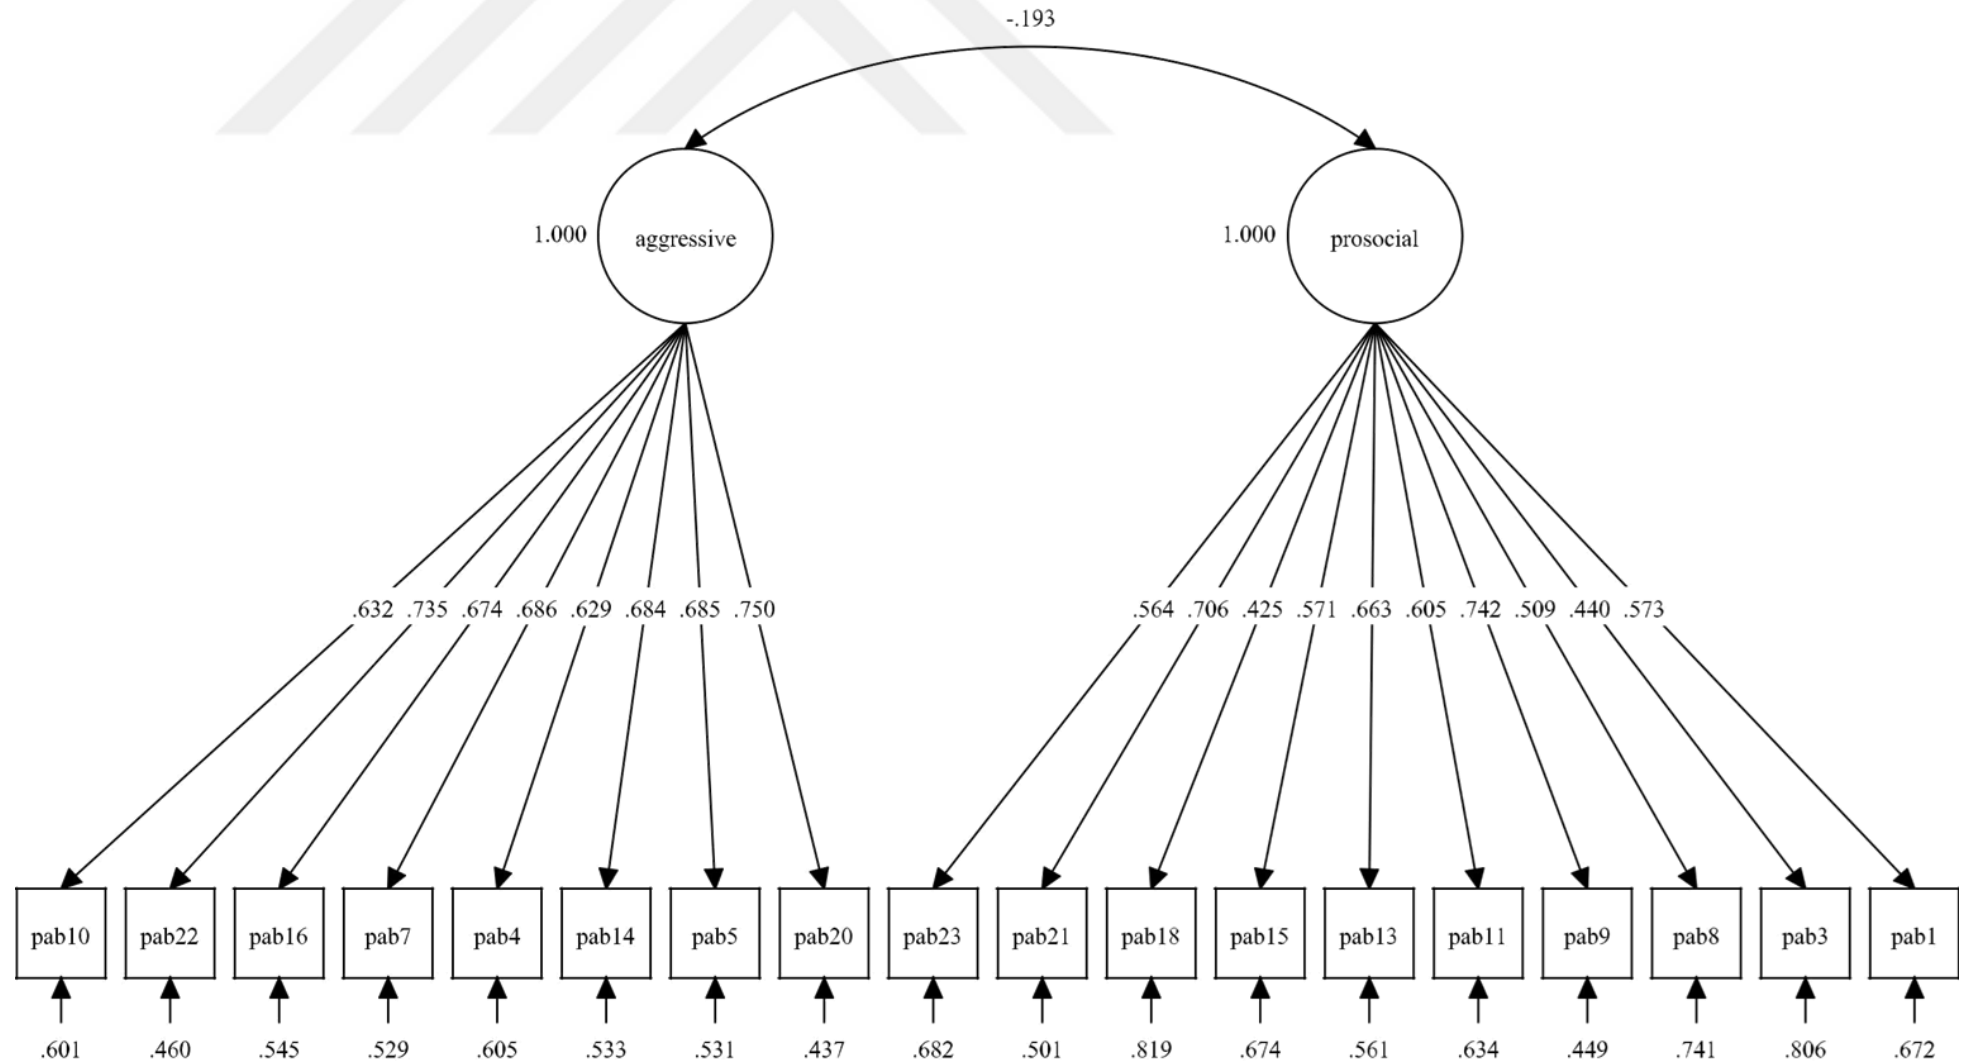 -.193
1.000 aggressive 1.000 prosocial
.632 .735 .674 .686 .629 .684 .685 .750 .564 .706 .425 .571 .663 .605 .742 .509 .440 .573
pab10 pab22 pab16 pab7 pab4 pab14 pab5 pab20 pab23 pab21 pab18 pab15 pab13 pab11 pab9 pab8 pab3 pab1
.601 .460 .545 .529 .605 .533 .531 .437 .682 .501 .819 .674 .561 .634 .449 .741 .806 .672